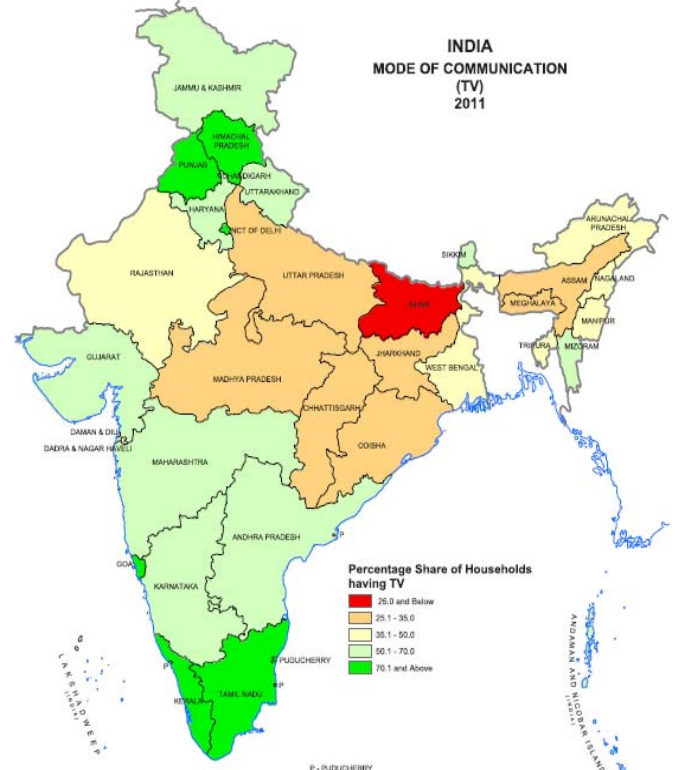 INDIA
MODE OF COMMUNICATION
(TV)
2011
JAMMU & KASHMIR
HIMACHAL
PRADESH
PUNJAB
CHANDIGARH
UTTARAKHAND
HARYANA
NCT OF DELHI
ARUNACHAL
PRADESH
SIKKIM
RAJASTHAN
UTTAR PRADESH
ASSAM
NAGALAND
BIHAR
MEGHALAYA
MANIPUR
TRIPURA
MIZORAM
GUJARAT
JHARKHAND
WEST BENGAL
MADHYA PRADESH
CHHATTISGARH
DAMAN & DIU
ODISHA
DADRA & NAGAR HAVELI
MAHARASHTRA
ANDHRA PRADESH
P
GOA
KARNATAKA
Percentage Share of Households
having TV
25.0 and Below
25.1 - 35.0
35.1 - 50.0
50.1 - 70.0
70.1 and Above
LAKSHADWEEP
(INDIA)
P
PUDUCHERRY
P
KERALA
TAMIL NADU
ANDAMAN AND NICOBAR ISLAND
(INDIA)
P - PUDUCHERRY